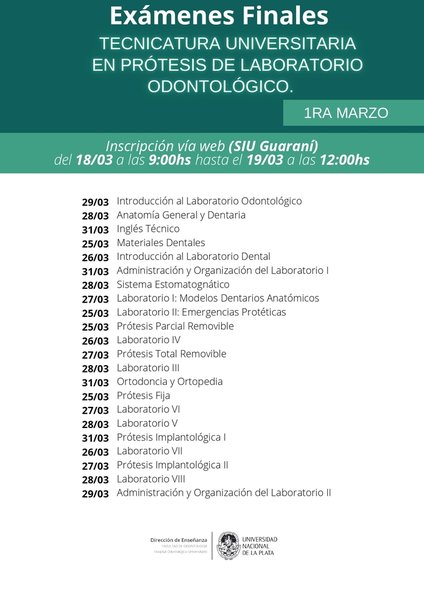 Exámenes Finales
TECNICATURA UNIVERSITARIA
EN PRÓTESIS DE LABORATORIO
ODONTOLÓGICO.
1RA MARZO
Inscripción vía web (SIU Guaraní)
del 18/03 a las 9:00hs hasta el 19/03 a las 12:00hs
29/03 Introducción al Laboratorio Odontológico
28/03 Anatomía General y Dentaria
31/03 Inglés Técnico
25/03 Materiales Dentales
26/03 Introducción al Laboratorio Dental
31/03 Administración y Organización del Laboratorio I
28/03 Sistema Estomatognático
27/03 Laboratorio I: Modelos Dentarios Anatómicos
25/03 Laboratorio II: Emergencias Protéticas
25/03 Prótesis Parcial Removible
26/03 Laboratorio IV
27/03 Prótesis Total Removible
28/03 Laboratorio III
31/03 Ortodoncia y Ortopedia
25/03 Prótesis Fija
27/03 Laboratorio VI
28/03 Laboratorio V
31/03 Prótesis Implantológica I
26/03 Laboratorio VII
27/03 Prótesis Implantológica II
28/03 Laboratorio VIII
29/03 Administración y Organización del Laboratorio II
Dirección de Enseñanza
UNIVERSIDAD
NACIONAL
DE LA PLATA